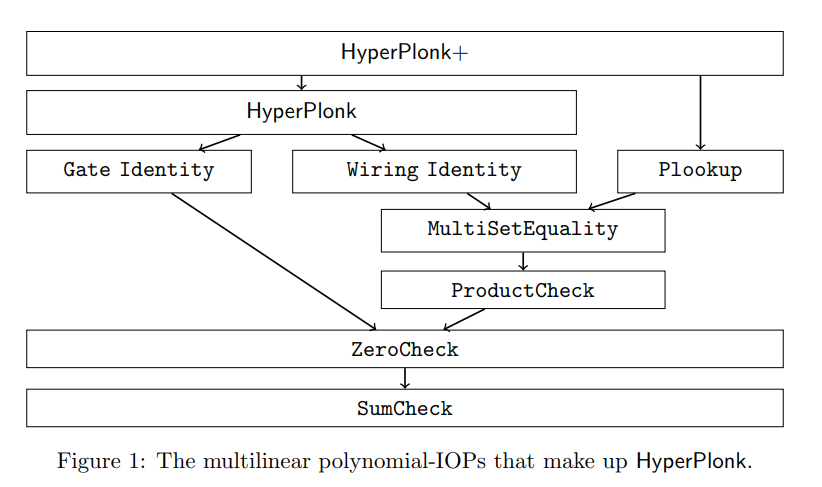 HyperPlonk+
HyperPlonk
Gate Identity
Wiring Identity
Plookup
MultiSetEquality
ProductCheck
ZeroCheck
SumCheck
Figure 1: The multilinear polynomial-IOPs that make up HyperPlonk.